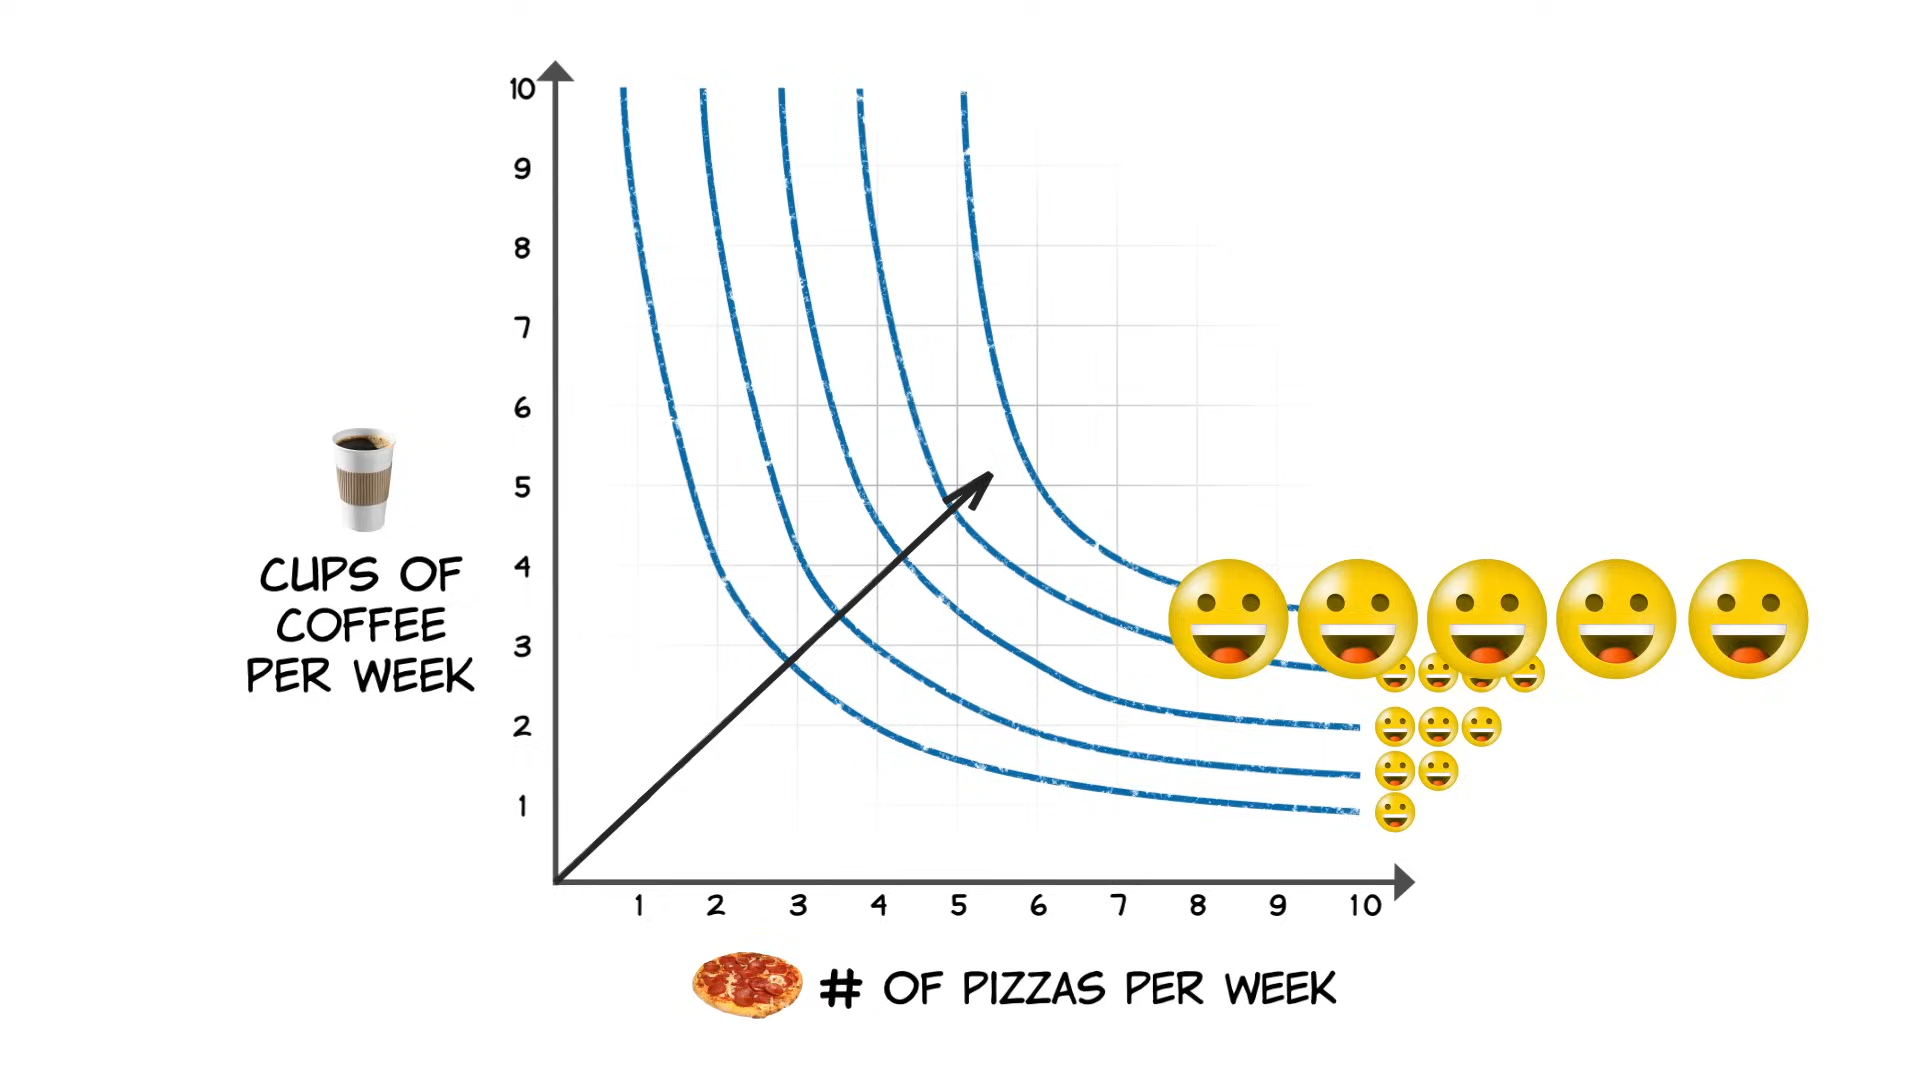 10
9
8
7
6
5
4
3
2
1
CUPS OF
COFFEE
PER WEEK
1 2 3 4 5 6 7 8 9 10
# OF PIZZAS PER WEEK